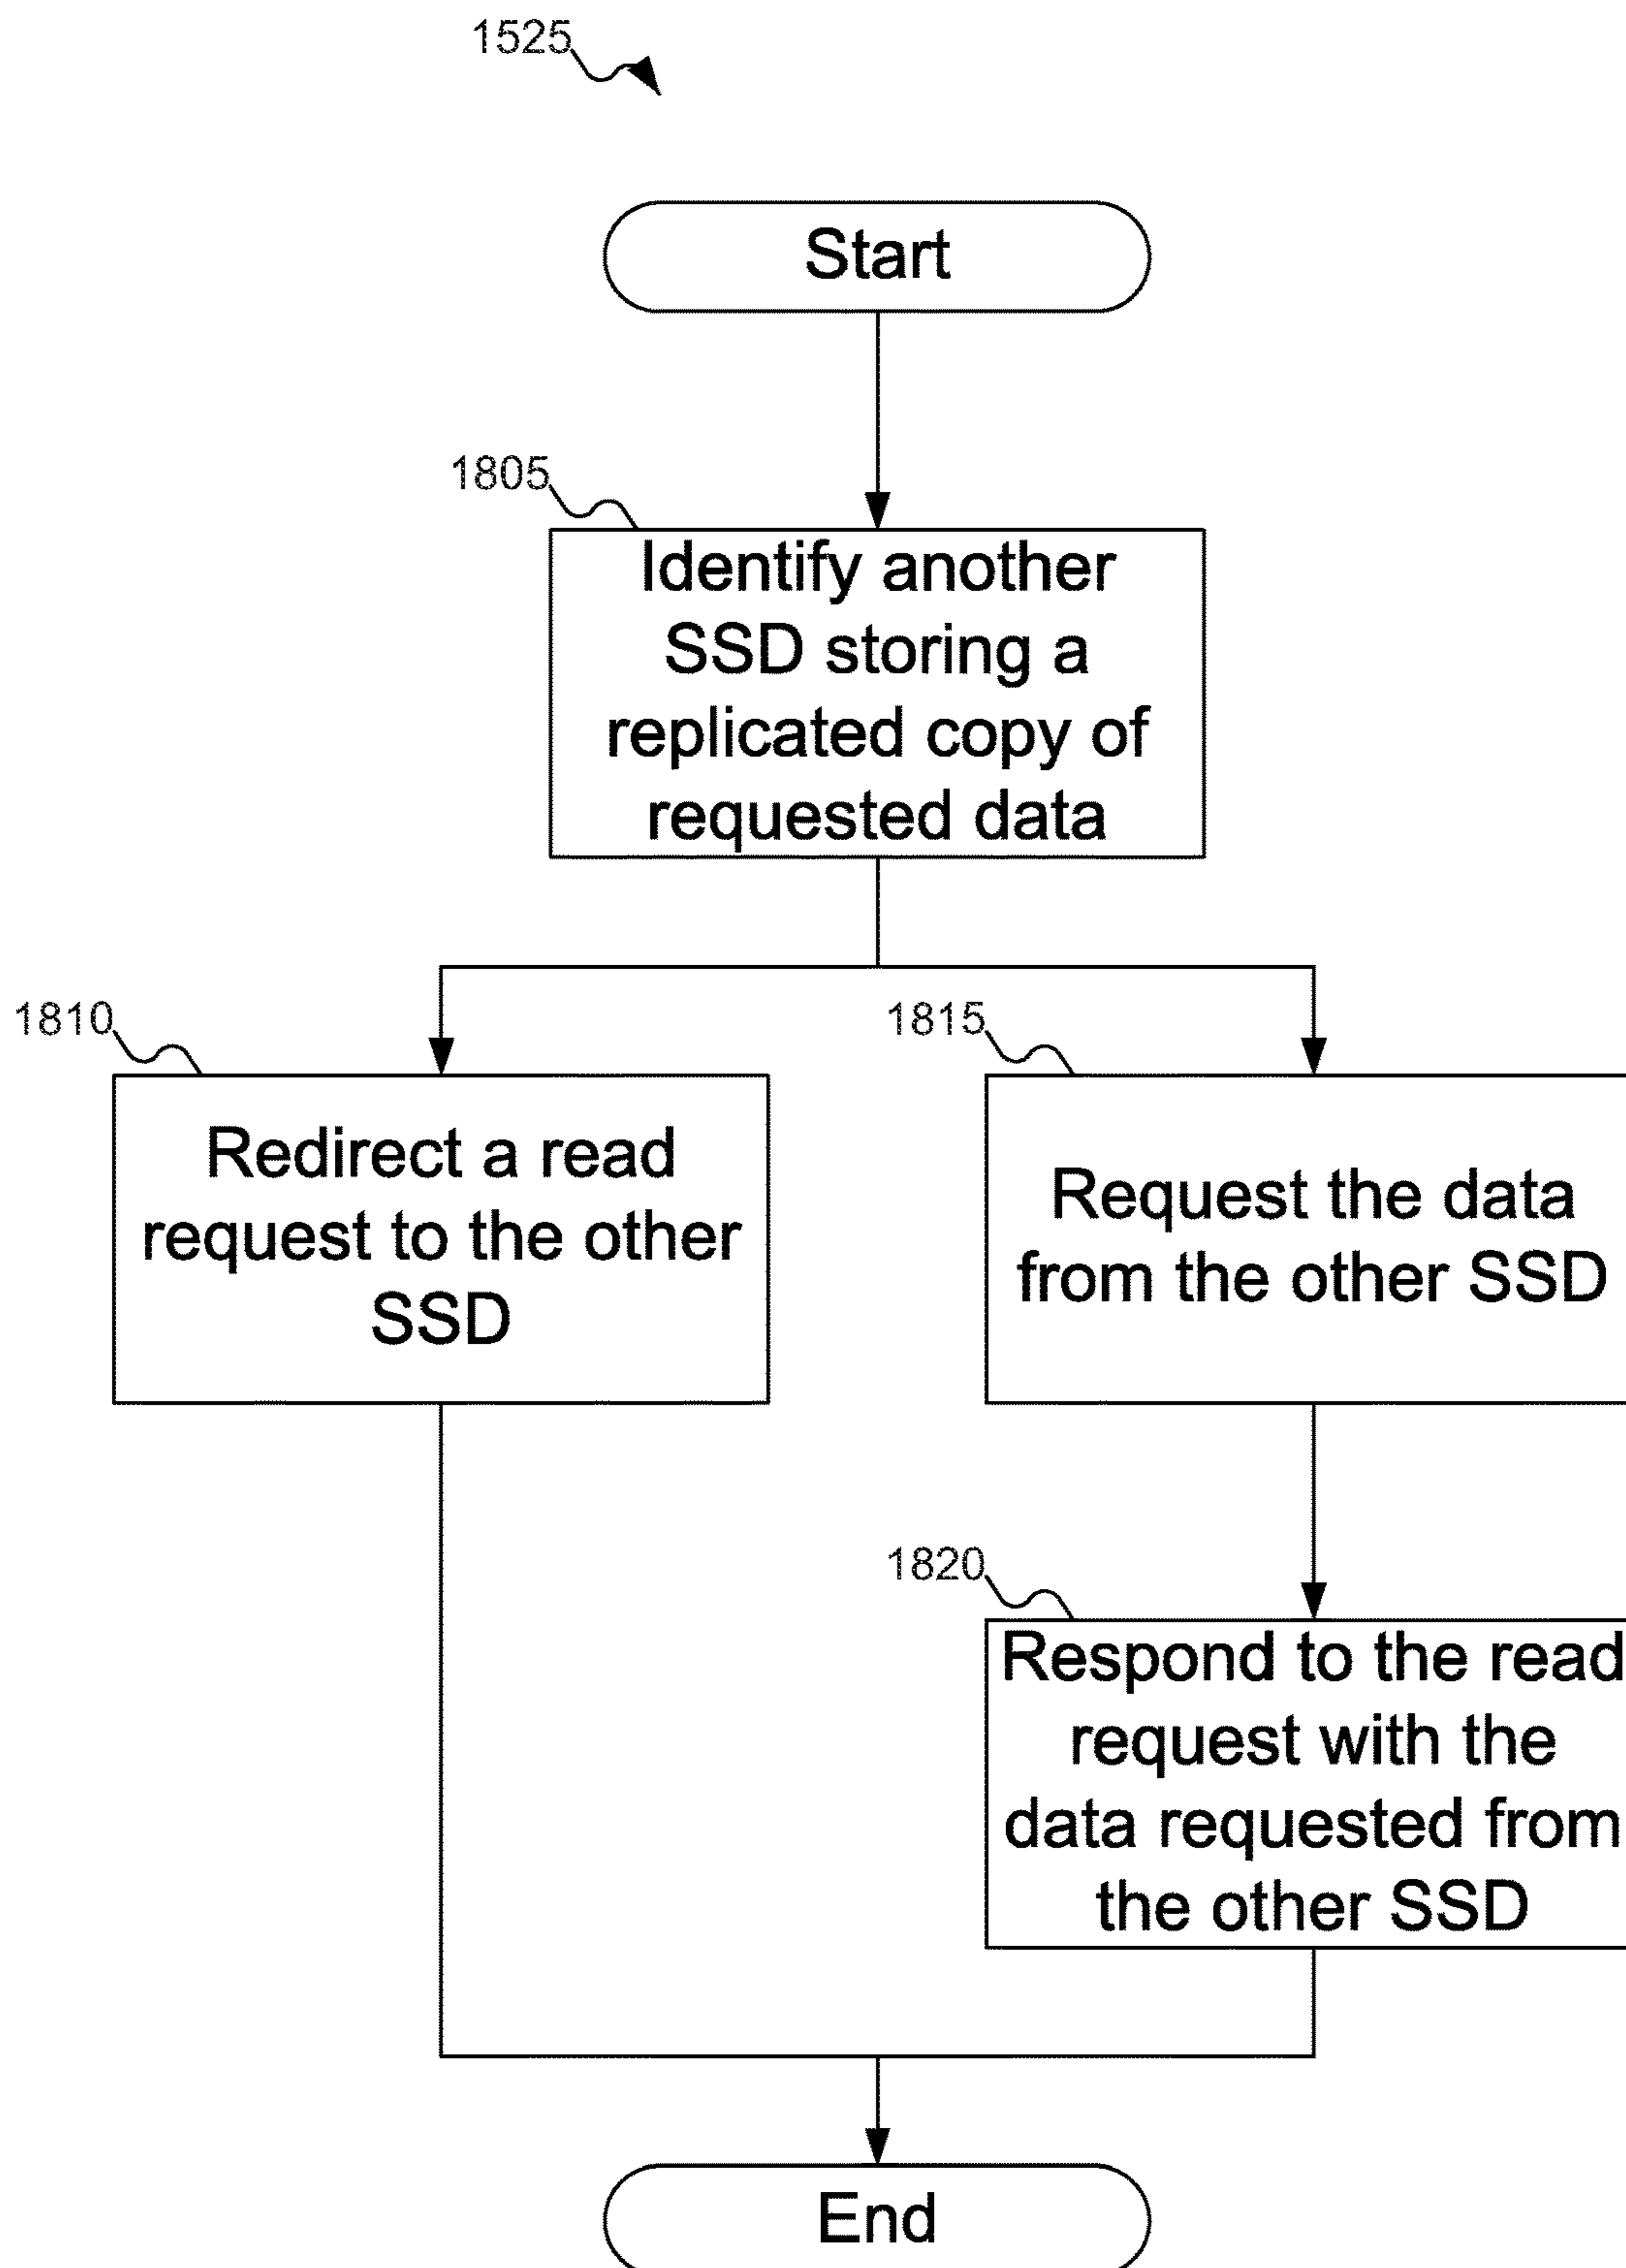 1525
Start
1805
Identify another
SSD storing a
replicated copy of
requested data
1810
Redirect a read
request to the other
SSD
1815
Request the data
from the other SSD
1820
Respond to the read
request with the
data requested from
the other SSD
End